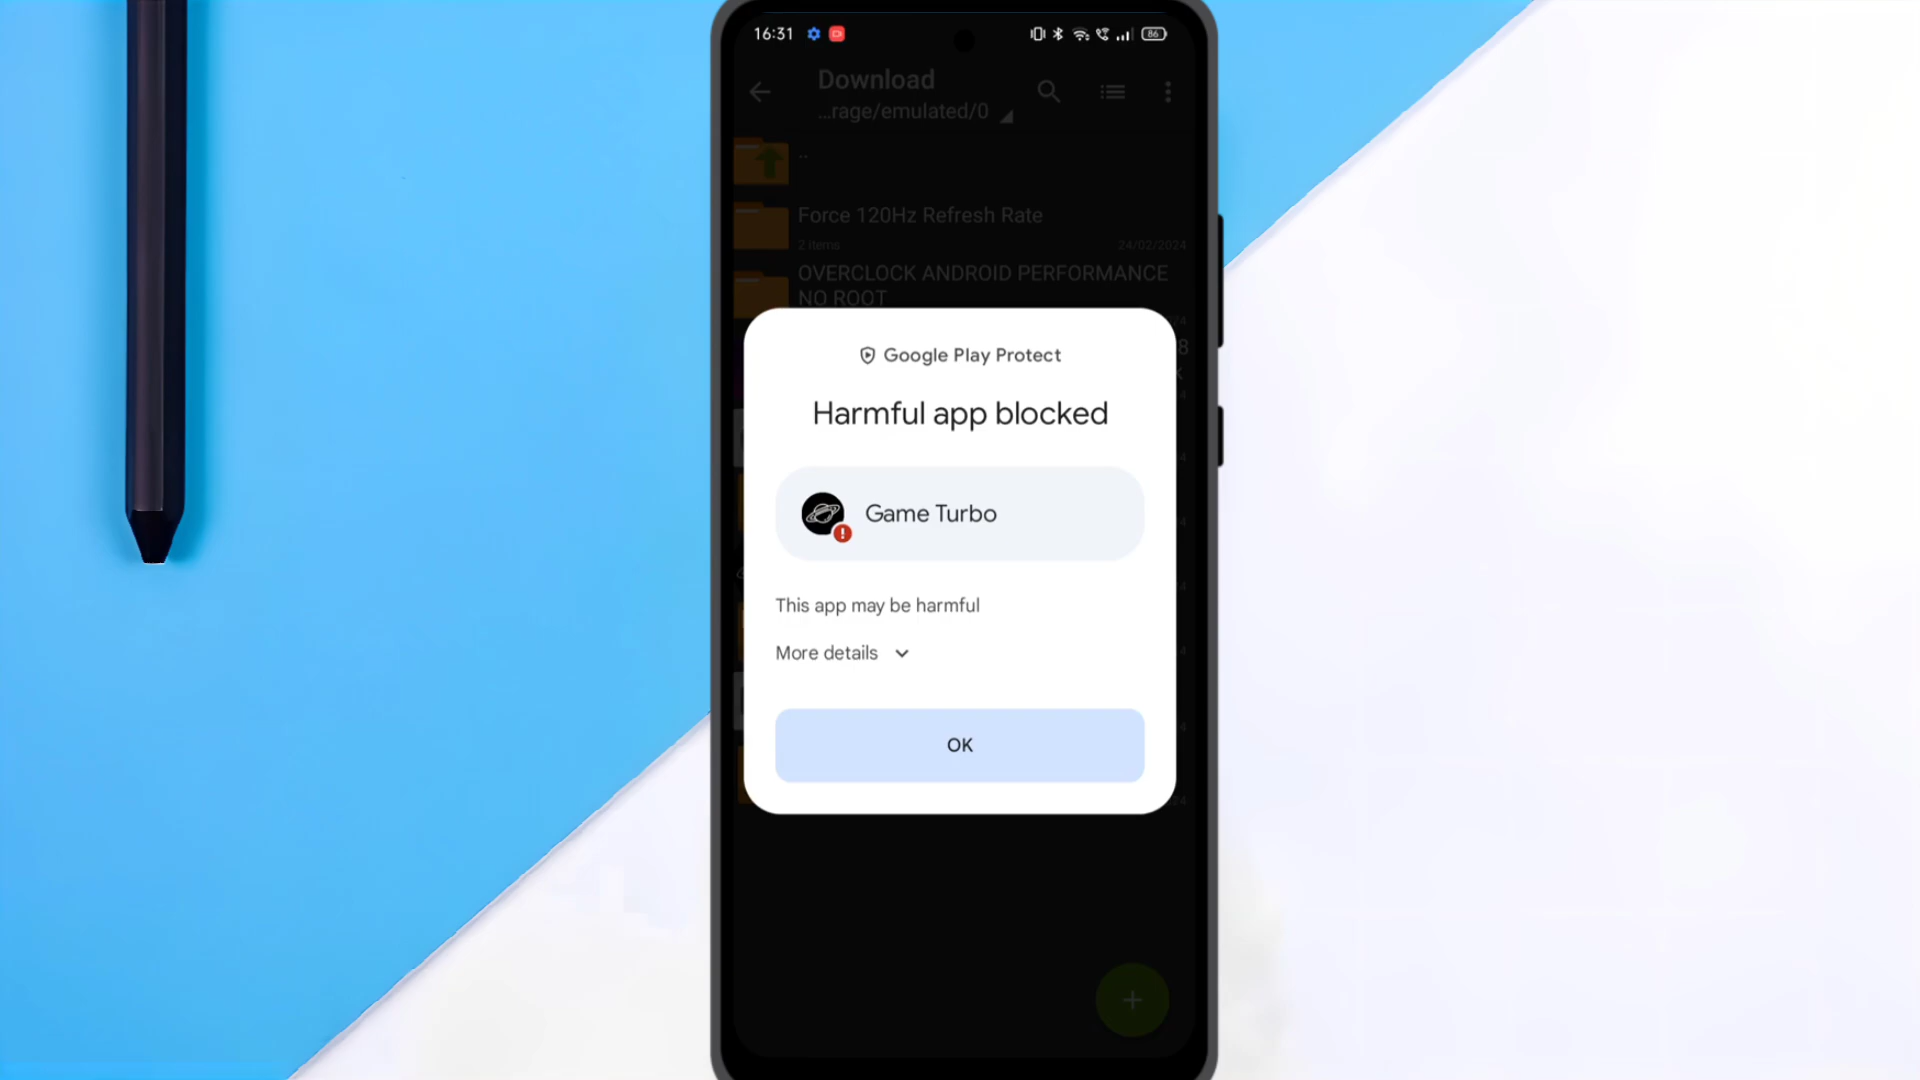 16:31
86
Download
...rage/emulated/0
..
Force 120Hz Refresh Rate
2 items 24/02/2024
OVERCLOCK ANDROID PERFORMANCE
NO ROOT
Google Play Protect
Harmful app blocked
Game Turbo
This app may be harmful
More details
OK